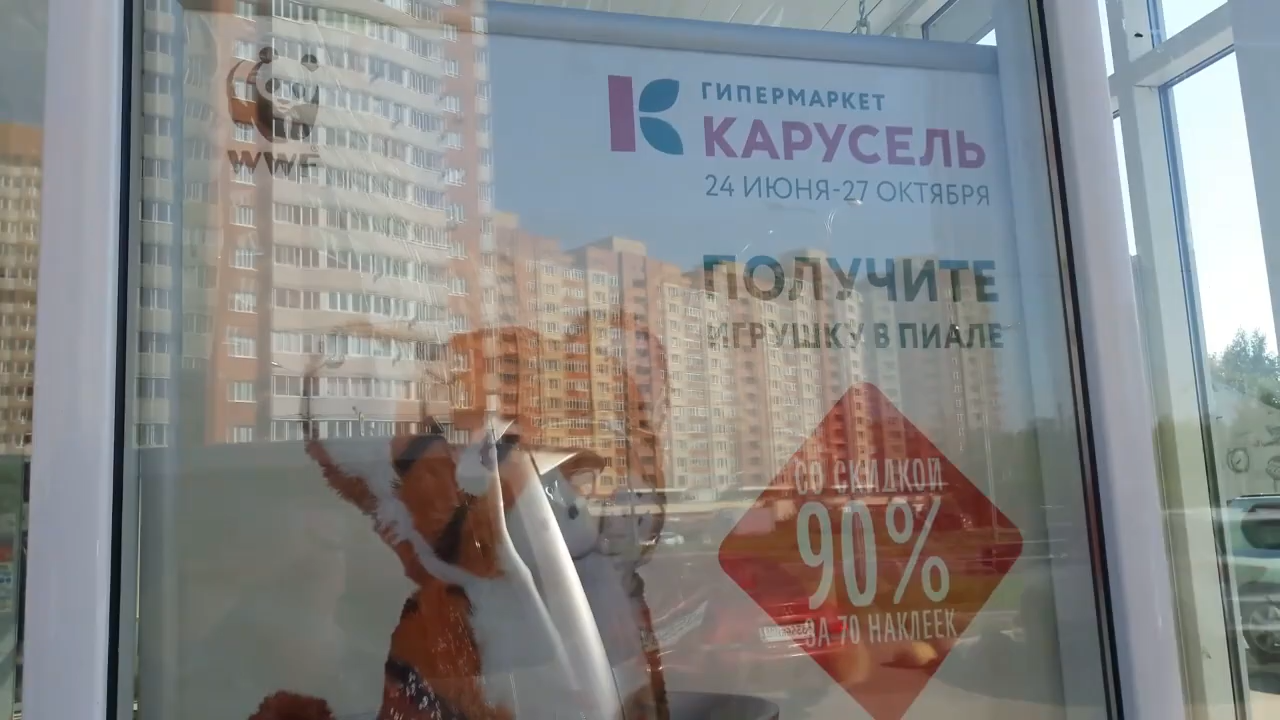 WWF
ГИПЕРМАРКЕТ
КАРУСЕЛЬ
24 ИЮНЯ-27 ОКТЯБРЯ
ПОЛУЧИТЕ
ИГРУШКУ В ПИАЛЕ
СО СКИДКОЙ
90%
ЗА 70 НАКЛЕЕК